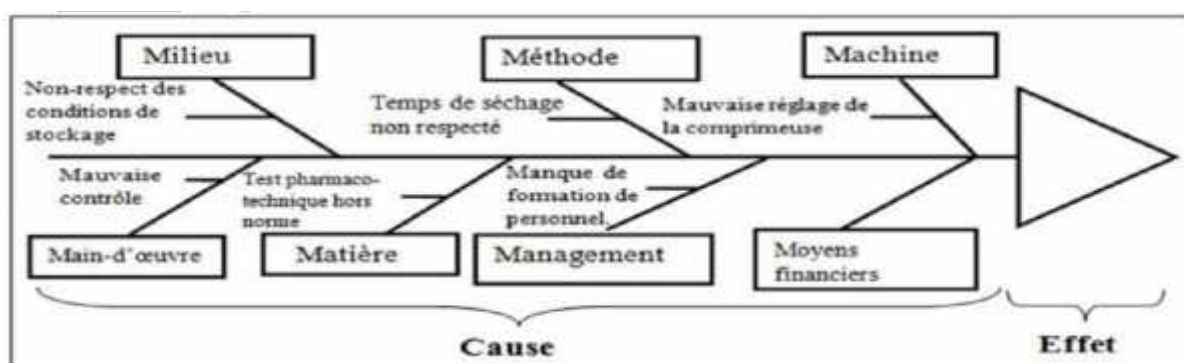 Milieu
Méthode
Machine
Non-respect des
conditions de
stockage
Temps de séchage
non respecté
Mauvaise réglage de
la comprimeuse
Mauvaise
contrôle
Test pharmaco-
technique hors
norme
Manque de
formation de
personnel
Main-d'œuvre
Matière
Management
Moyens
financiers
Cause
Effet